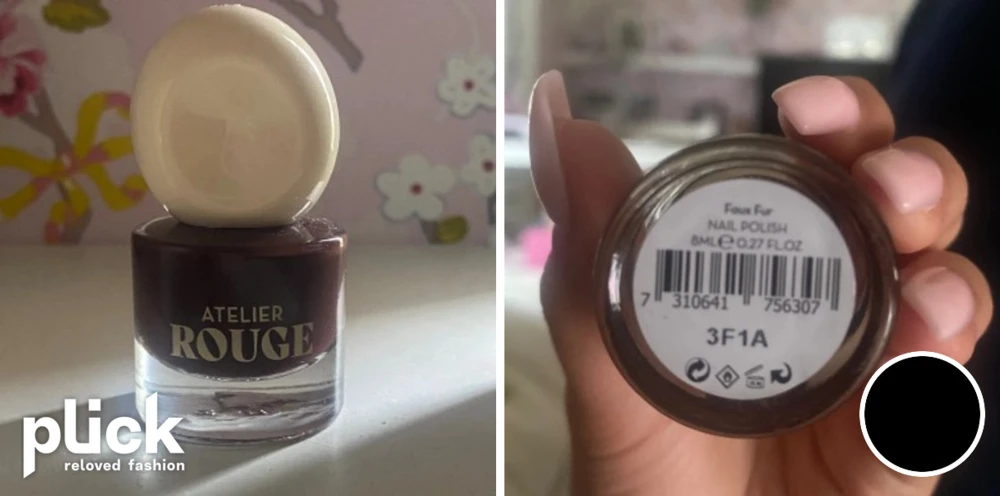 ATELIER
ROUGE
plick
reloved fashion
Faux Fur
NAIL POLISH
8ML℮ 0.27 FL.OZ
7 310641 756307
3F1A